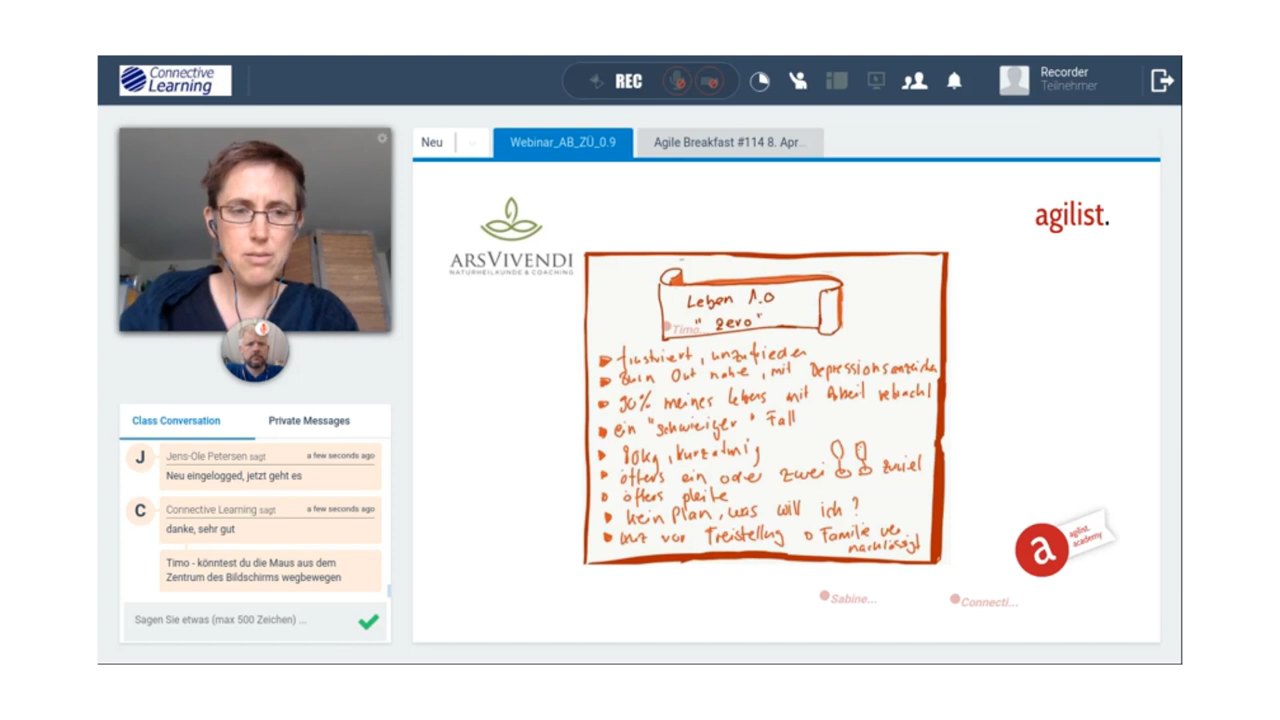 Connective
Learning
REC
Recorder
Teilnehmer
Neu
Webinar_AB_ZÜ_0.9
Agile Breakfast #114 8. Apr...
ARSVIVENDI
NATURHEILKUNDE & COACHING
agilist.
Leben 1.0
"Zero"
Timo...
frustriert, unzufrieden
Burn Out nahe, mit Depressionsanzeichen
90% meines Lebens mit Arbeit verbracht
ein "schwieriger" Fall
80kg, kurzatmig
öfters ein oder zwei zuviel
öfters pleite
kein Plan, was will ich?
kurz vor Freistellung Familie ver
nachlässigt
agilist.
academy
a
Sabine...
Connecti...
Class Conversation
Private Messages
J
Jens-Ole Petersen sagt
a few seconds ago
Neu eingelogged, jetzt geht es
C
Connective Learning sagt
a few seconds ago
danke, sehr gut
Timo - könntest du die Maus aus dem
Zentrum des Bildschirms wegbewegen
Sagen Sie etwas (max 500 Zeichen) ...